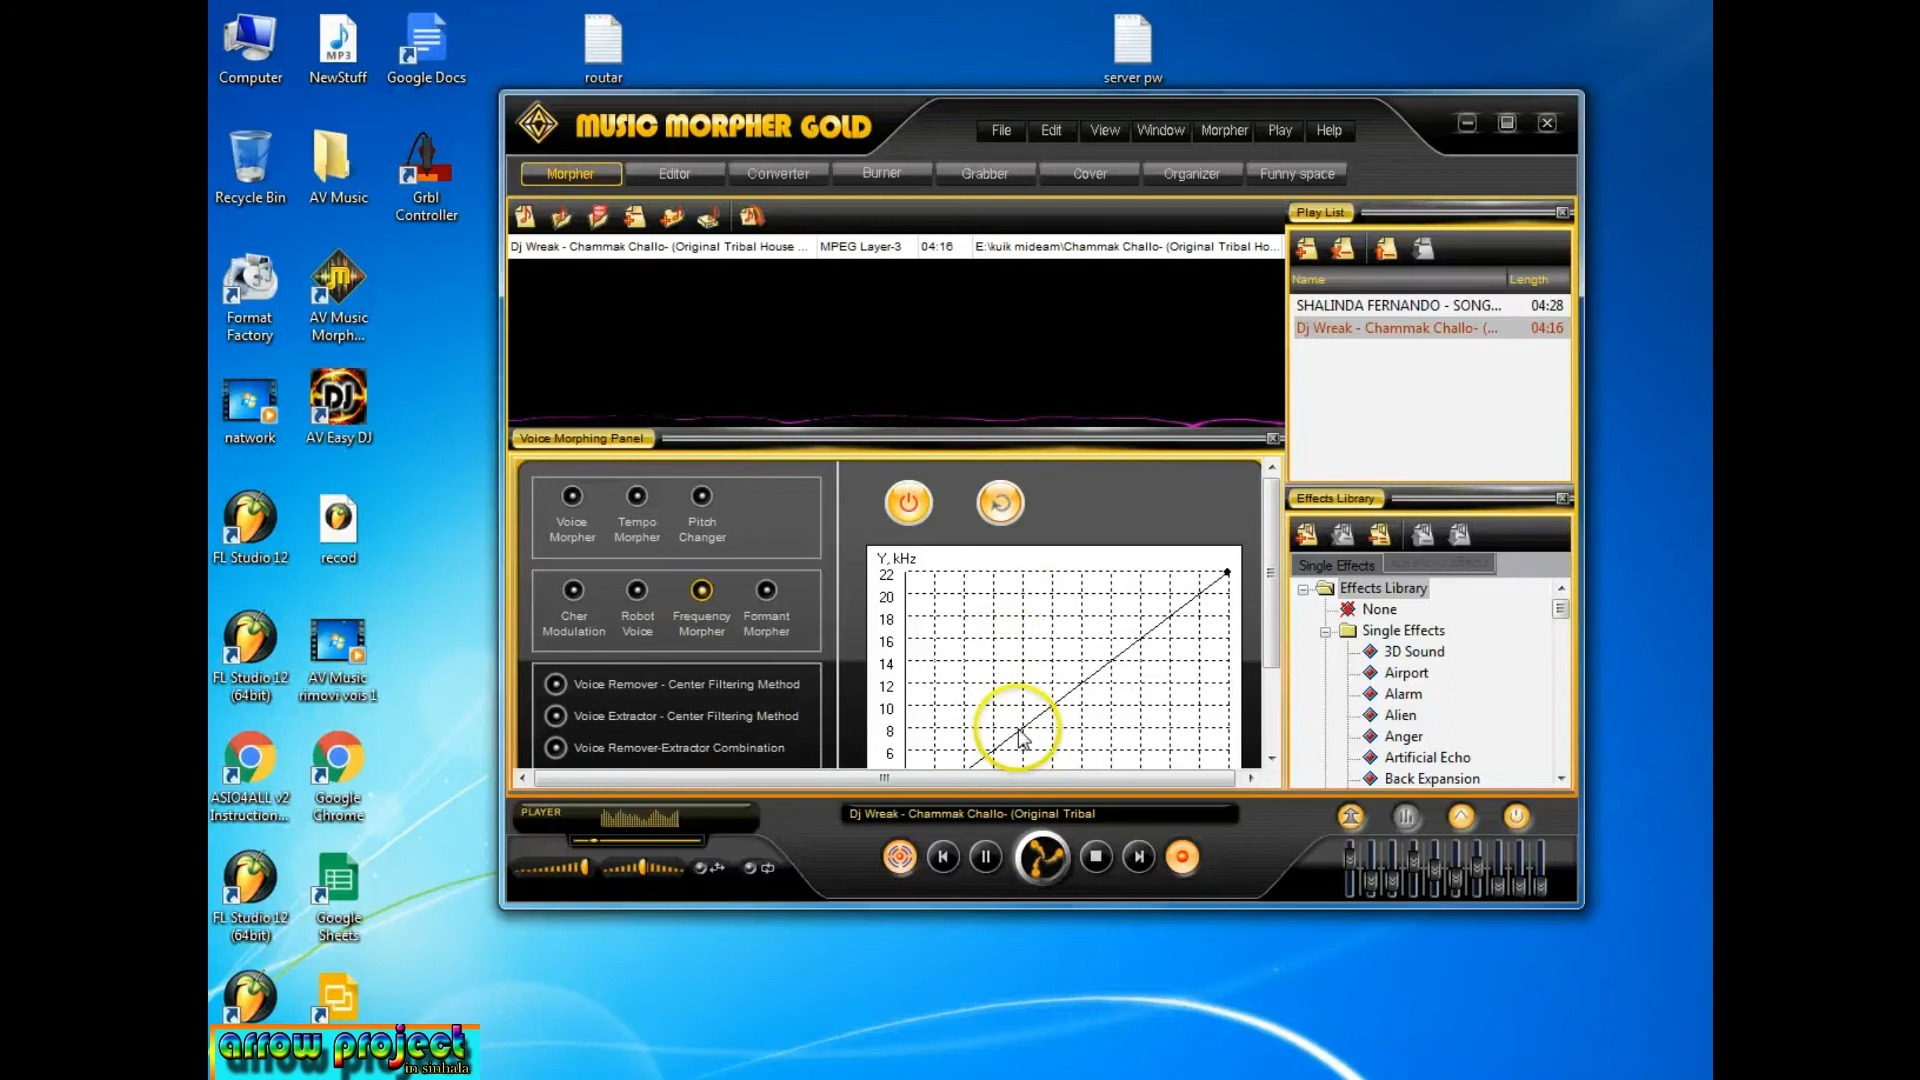 Computer
NewStuff
Google Docs
routar
server pw
Recycle Bin
AV Music
Grbl
Controller
Format
Factory
AV Music
Morph...
natwork
AV Easy DJ
FL Studio 12
recod
FL Studio 12
(64bit)
AV Music
rimovi vois 1
ASIO4ALL v2
Instruction...
Google
Chrome
FL Studio 12
(64bit)
Google
Sheets
arrow project
in sinhala
MUSIC MORPHER GOLD
File Edit View Window Morpher Play Help
Morpher Editor Converter Burner Grabber Cover Organizer Funny space
Dj Wreak - Chammak Challo- (Original Tribal House ... MPEG Layer-3 04:16 E:\kuik mideam\Chammak Challo- (Original Tribal Ho...
Play List
Name Length
SHALINDA FERNANDO - SONG... 04:28
Dj Wreak - Chammak Challo- (... 04:16
Voice Morphing Panel
Voice
Morpher
Tempo
Morpher
Pitch
Changer
Cher
Modulation
Robot
Voice
Frequency
Morpher
Formant
Morpher
Voice Remover - Center Filtering Method
Voice Extractor - Center Filtering Method
Voice Remover-Extractor Combination
Y, kHz
22
20
18
16
14
12
10
8
6
Effects Library
Single Effects
Effects Library
None
Single Effects
3D Sound
Airport
Alarm
Alien
Anger
Artificial Echo
Back Expansion
PLAYER
Dj Wreak - Chammak Challo- (Original Tribal